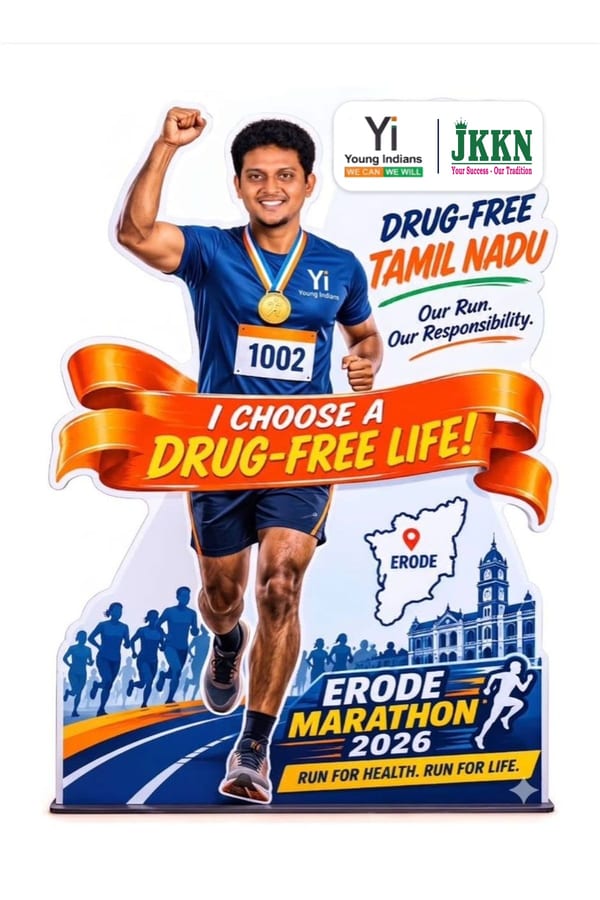 Yi
Young Indians
WE CAN WE WILL
JKKN
Your Success - Our Tradition
DRUG-FREE
TAMIL NADU
Our Run.
Our Responsibility.
Yi
Young Indians
1002
I CHOOSE A
DRUG-FREE LIFE!
ERODE
ERODE
MARATHON
2026
RUN FOR HEALTH. RUN FOR LIFE.